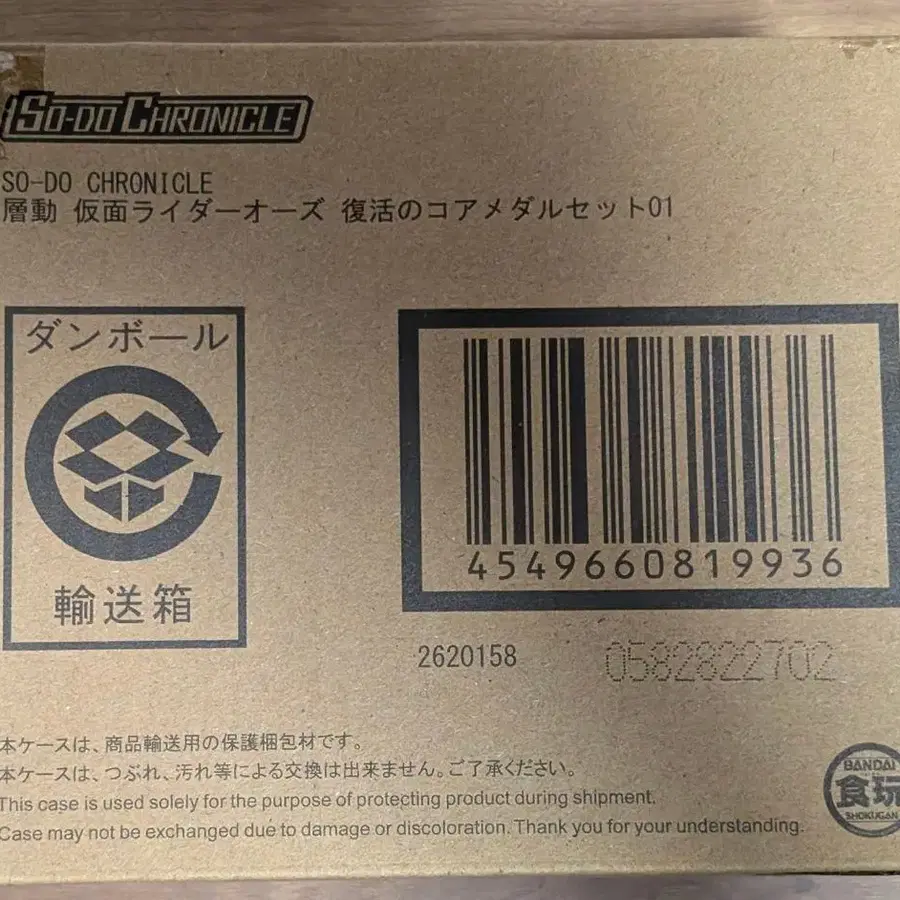 SO-DO CHRONICLE
SO-DO CHRONICLE
層動 仮面ライダーオーズ 復活のコアメダルセット01
ダンボール
輸送箱
4549660819936
2620158
0582822702
本ケースは、商品輸送用の保護梱包材です。
本ケースは、つぶれ、汚れ等による交換は出来ません。ご了承ください。
This case is used solely for the purpose of protecting product during shipment.
Case may not be exchanged due to damage or discoloration. Thank you for your understanding.
BANDAI
食玩
SHOKUGAN